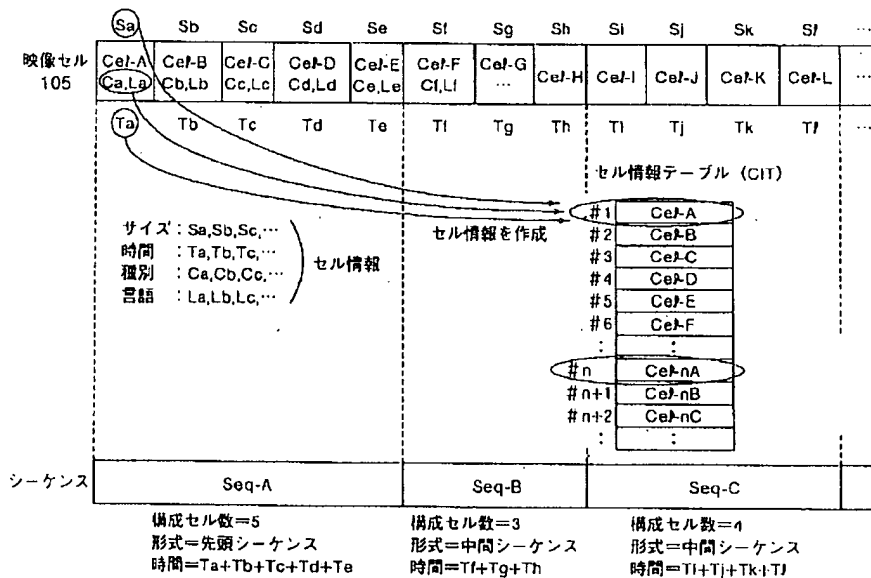 Sa Sb Sc Sd Se Sf Sg Sh Si Sj Sk Sℓ …
映像セル
105
Ceℓ-A Ceℓ-B Ceℓ-C Ceℓ-D Ceℓ-E Ceℓ-F Ceℓ-G Ceℓ-H Ceℓ-I Ceℓ-J Ceℓ-K Ceℓ-L …
Ca,La Cb,Lb Cc,Lc Cd,Ld Ce,Le Cf,Lf …
Ta Tb Tc Td Te Tf Tg Th Ti Tj Tk Tℓ …
セル情報テーブル (CIT)
サイズ:Sa,Sb,Sc,…
時間 :Ta,Tb,Tc,…
種別 :Ca,Cb,Cc,…
言語 :La,Lb,Lc,…
セル情報
セル情報を作成
#1 Ceℓ-A
#2 Ceℓ-B
#3 Ceℓ-C
#4 Ceℓ-D
#5 Ceℓ-E
#6 Ceℓ-F
: :
#n Ceℓ-nA
#n+1 Ceℓ-nB
#n+2 Ceℓ-nC
: :
シーケンス Seq-A Seq-B Seq-C
構成セル数=5
形式=先頭シーケンス
時間=Ta+Tb+Tc+Td+Te
構成セル数=3
形式=中間シーケンス
時間=Tf+Tg+Th
構成セル数=4
形式=中間シーケンス
時間=Ti+Tj+Tk+Tℓ